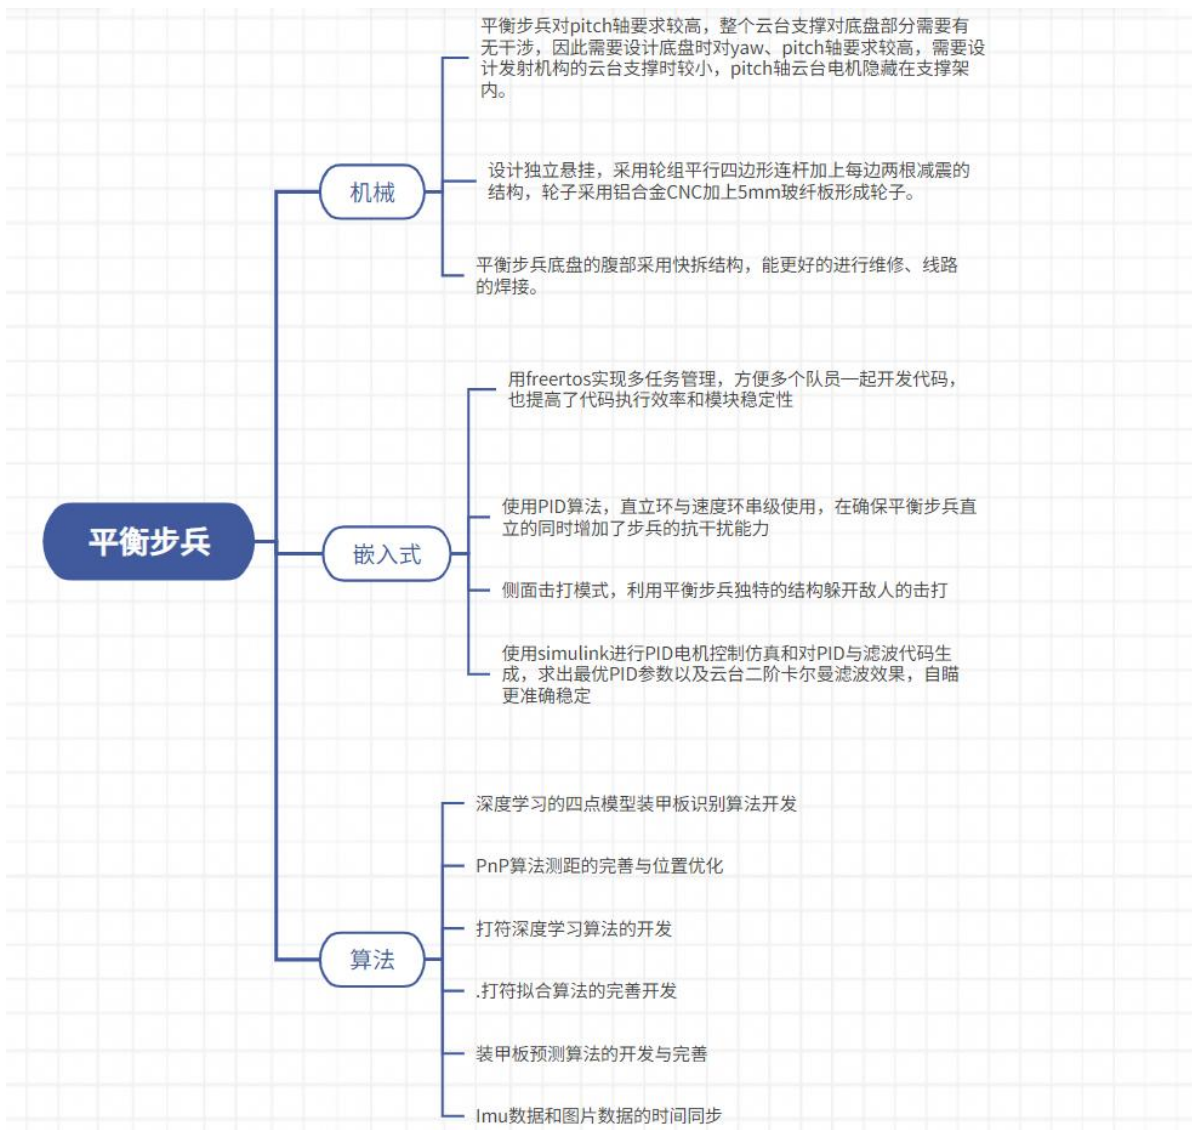 平衡步兵
机械
平衡步兵对pitch轴要求较高，整个云台支撑对底盘部分需要有
无干涉，因此需要设计底盘时对yaw、pitch轴要求较高，需要设
计发射机构的云台支撑时较小，pitch轴云台电机隐藏在支撑架
内。
设计独立悬挂，采用轮组平行四边形连杆加上每边两根减震的
结构，轮子采用铝合金CNC加上5mm玻纤板形成轮子。
平衡步兵底盘的腹部采用快拆结构，能更好的进行维修、线路
的焊接。
嵌入式
用freertos实现多任务管理，方便多个队员一起开发代码，
也提高了代码执行效率和模块稳定性
使用PID算法，直立环与速度环串级使用，在确保平衡步兵直
立的同时增加了步兵的抗干扰能力
侧面击打模式，利用平衡步兵独特的结构躲开敌人的击打
使用simulink进行PID电机控制仿真和对PID与滤波代码生
成，求出最优PID参数以及云台二阶卡尔曼滤波效果，自瞄
更准确稳定
算法
深度学习的四点模型装甲板识别算法开发
PnP算法测距的完善与位置优化
打符深度学习算法的开发
.打符拟合算法的完善开发
装甲板预测算法的开发与完善
Imu数据和图片数据的时间同步